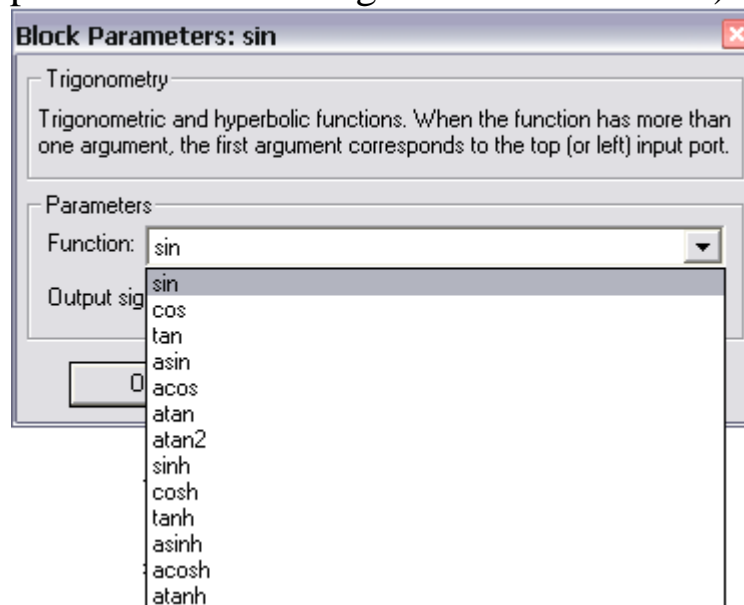 Block Parameters: sin
Trigonometry
Trigonometric and hyperbolic functions. When the function has more than
one argument, the first argument corresponds to the top (or left) input port.
Parameters
Function: sin
Output sig
sin
cos
tan
asin
acos
atan
atan2
sinh
cosh
tanh
asinh
acosh
atanh